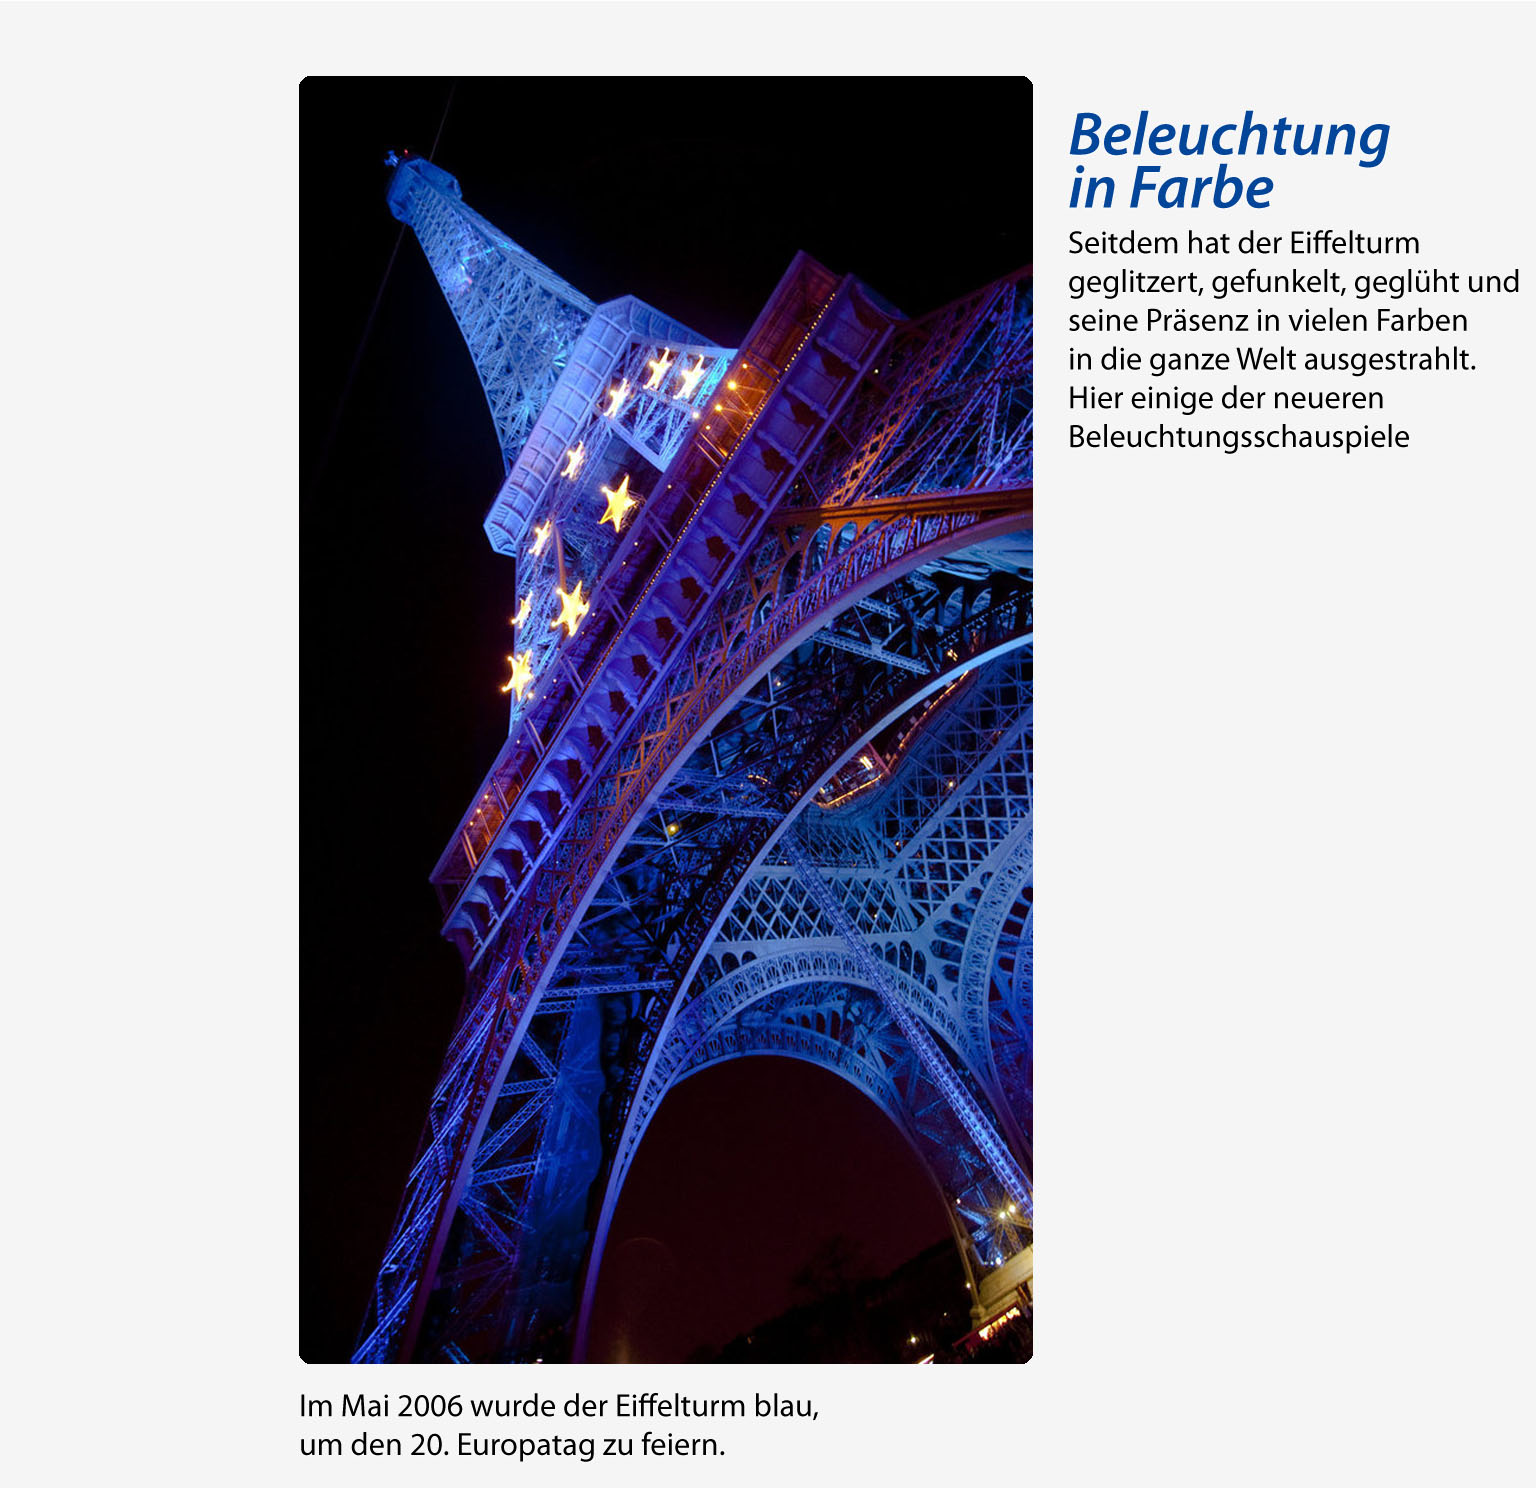 Beleuchtung
in Farbe
Seitdem hat der Eiffelturm
geglitzert, gefunkelt, geglüht und
seine Präsenz in vielen Farben
in die ganze Welt ausgestrahlt.
Hier einige der neueren
Beleuchtungsschauspiele
Im Mai 2006 wurde der Eiffelturm blau,
um den 20. Europatag zu feiern.